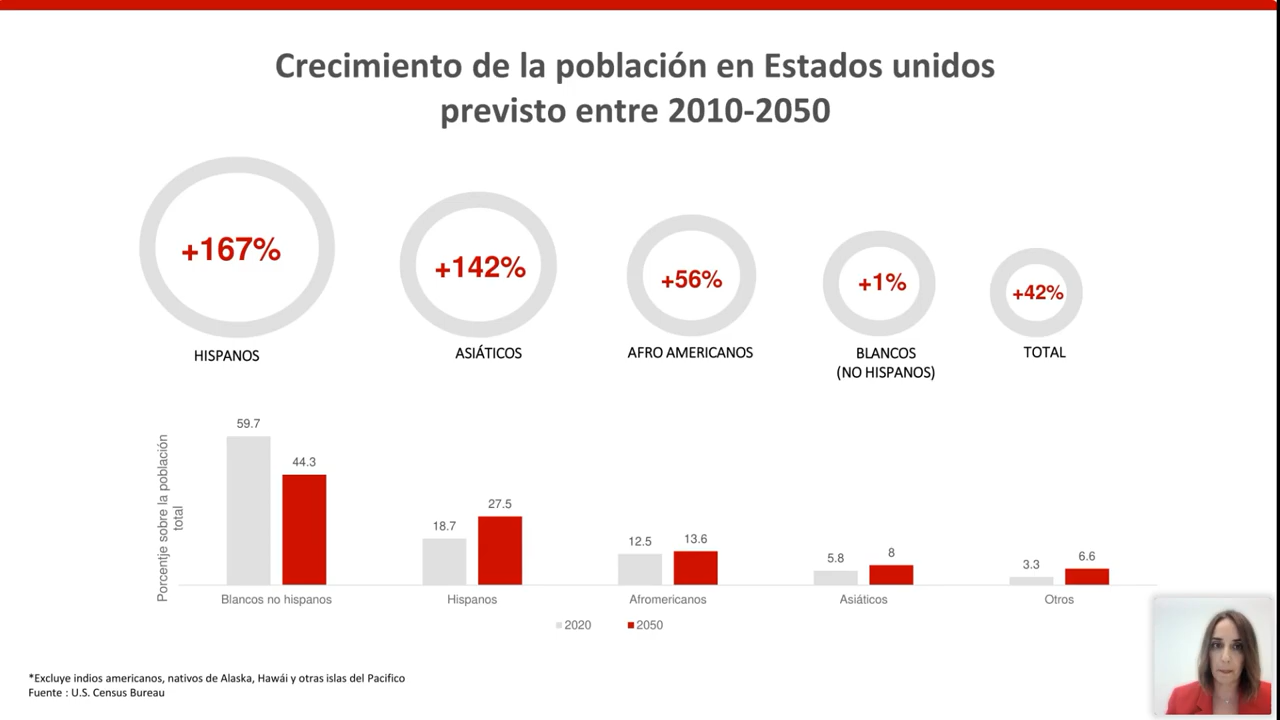 Crecimiento de la población en Estados unidos
previsto entre 2010-2050
+167%
+142%
+56%
+1%
+42%
HISPANOS
ASIÁTICOS
AFRO AMERICANOS
BLANCOS
(NO HISPANOS)
TOTAL
Porcentje sobre la población
total
59.7
44.3
18.7
27.5
12.5
13.6
5.8
8
3.3
6.6
Blancos no hispanos
Hispanos
Afromericanos
Asiáticos
Otros
2020
2050
*Excluye indios americanos, nativos de Alaska, Hawái y otras islas del Pacifico
Fuente : U.S. Census Bureau